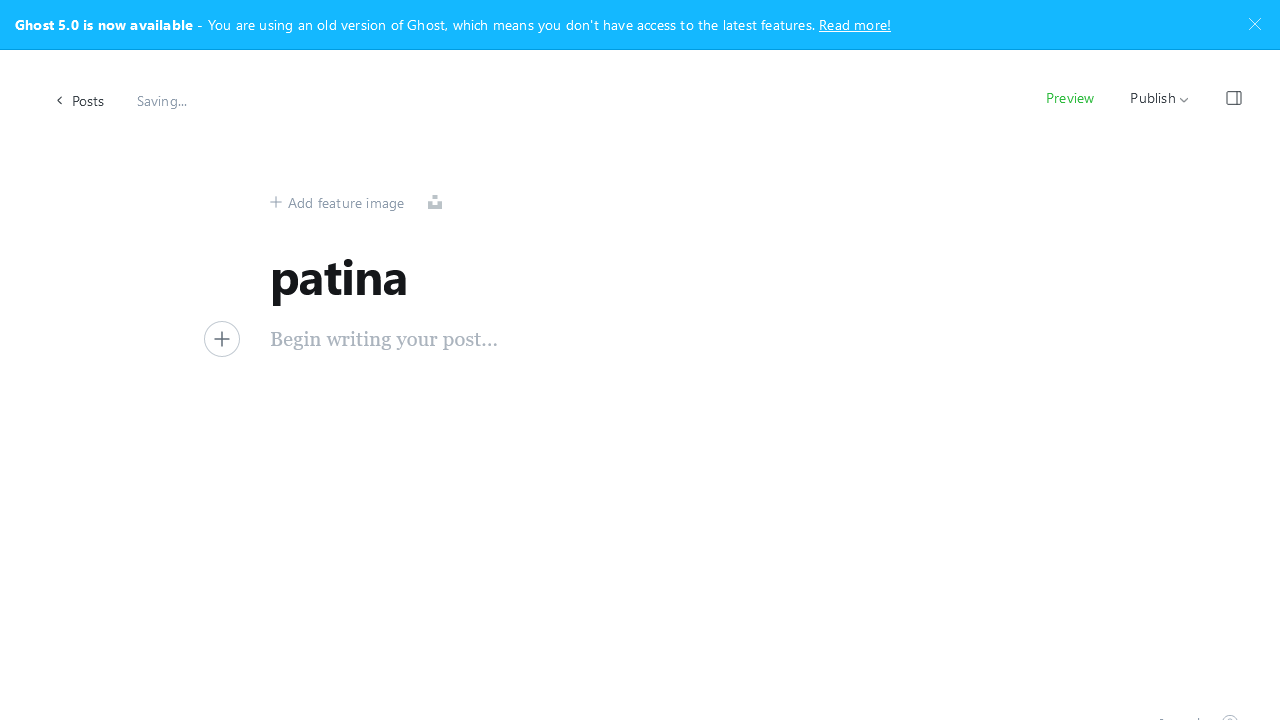 Ghost 5.0 is now available - You are using an old version of Ghost, which means you don't have access to the latest features. Read more!
Posts
Saving...
Preview
Publish
Add feature image
patina
Begin writing your post...